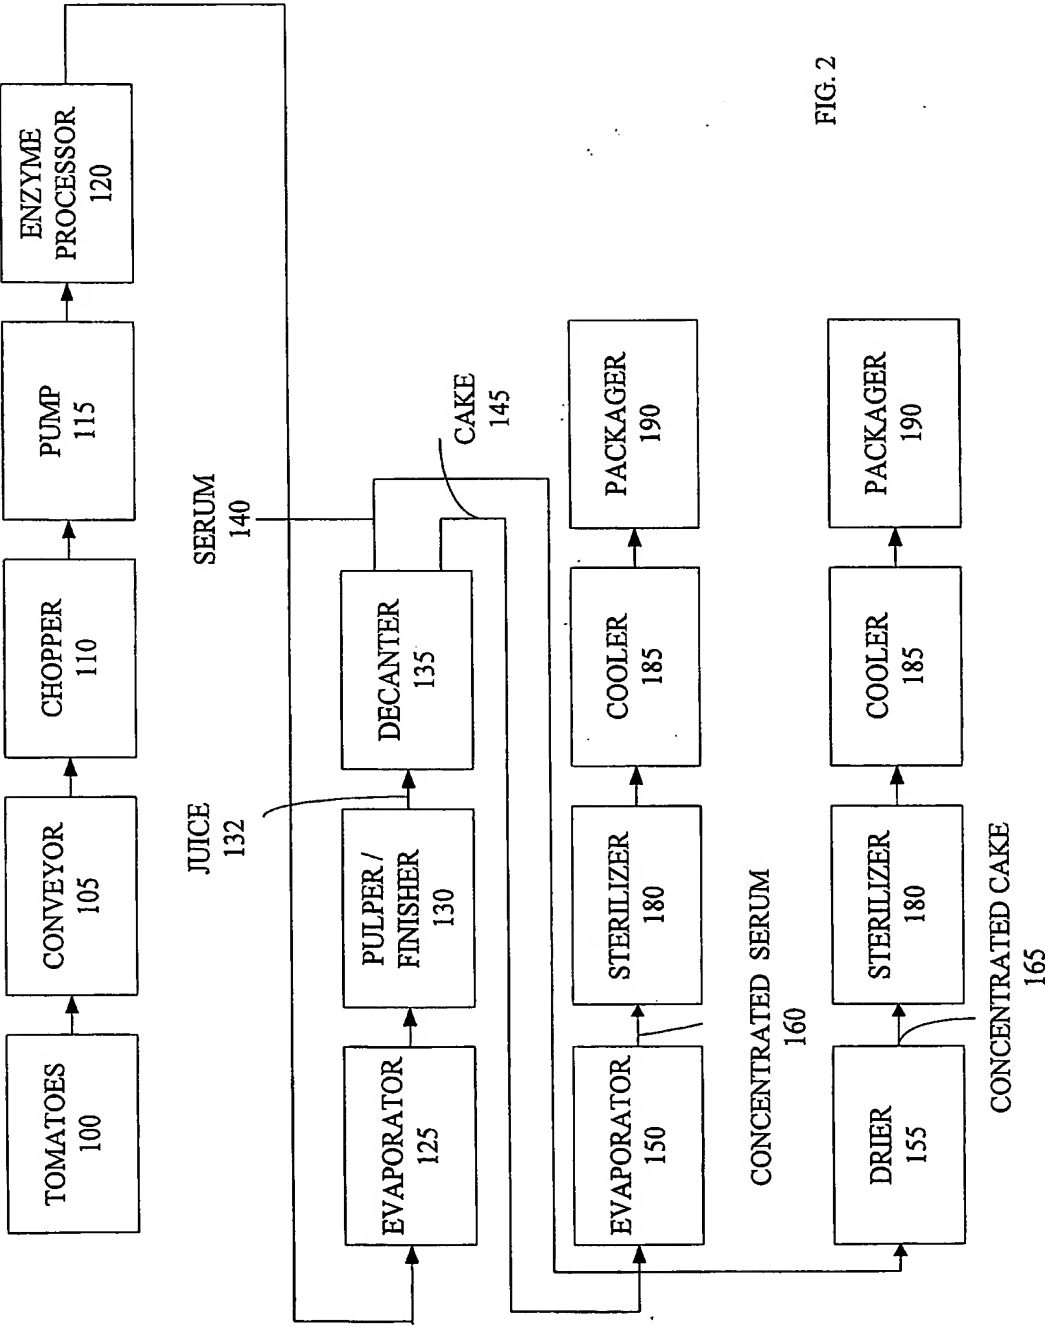 TOMATOES
100
CONVEYOR
105
CHOPPER
110
PUMP
115
ENZYME
PROCESSOR
120
JUICE
132
SERUM
140
EVAPORATOR
125
PULPER /
FINISHER
130
DECANTER
135
CAKE
145
EVAPORATOR
150
STERILIZER
180
COOLER
185
PACKAGER
190
CONCENTRATED SERUM
160
DRIER
155
STERILIZER
180
COOLER
185
PACKAGER
190
CONCENTRATED CAKE
165
FIG. 2